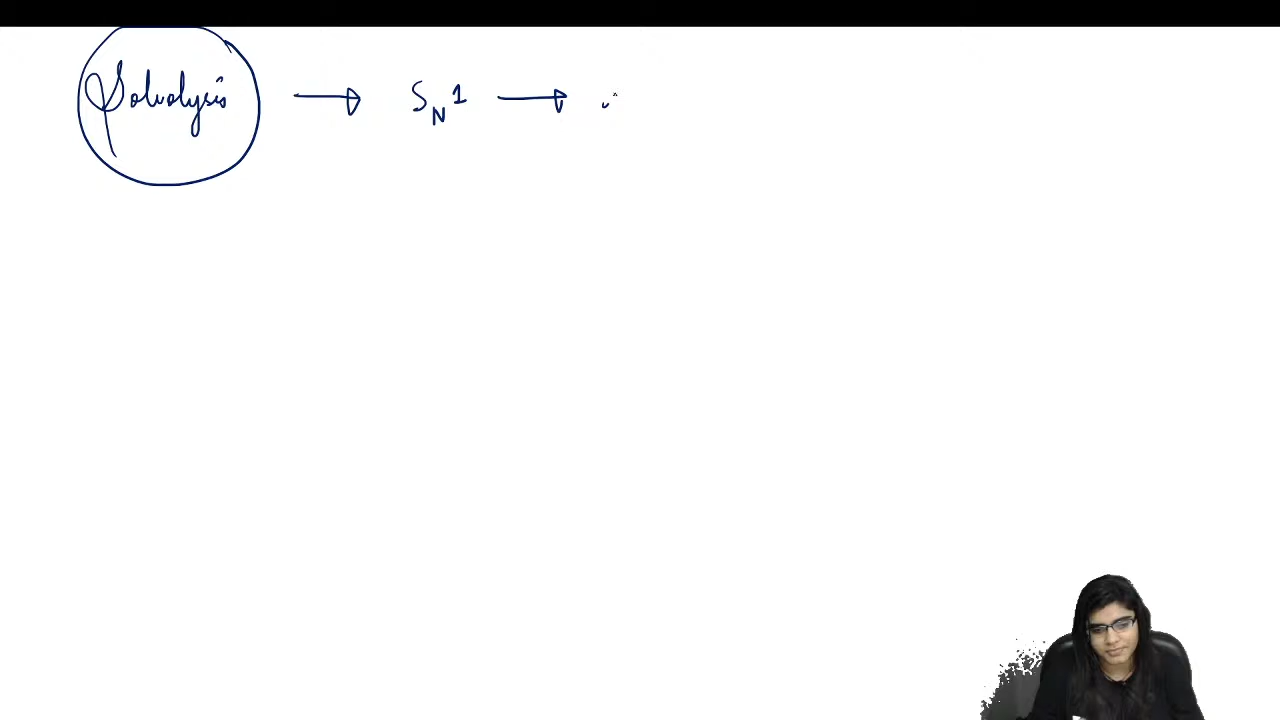 Solvolysis → SN1 →